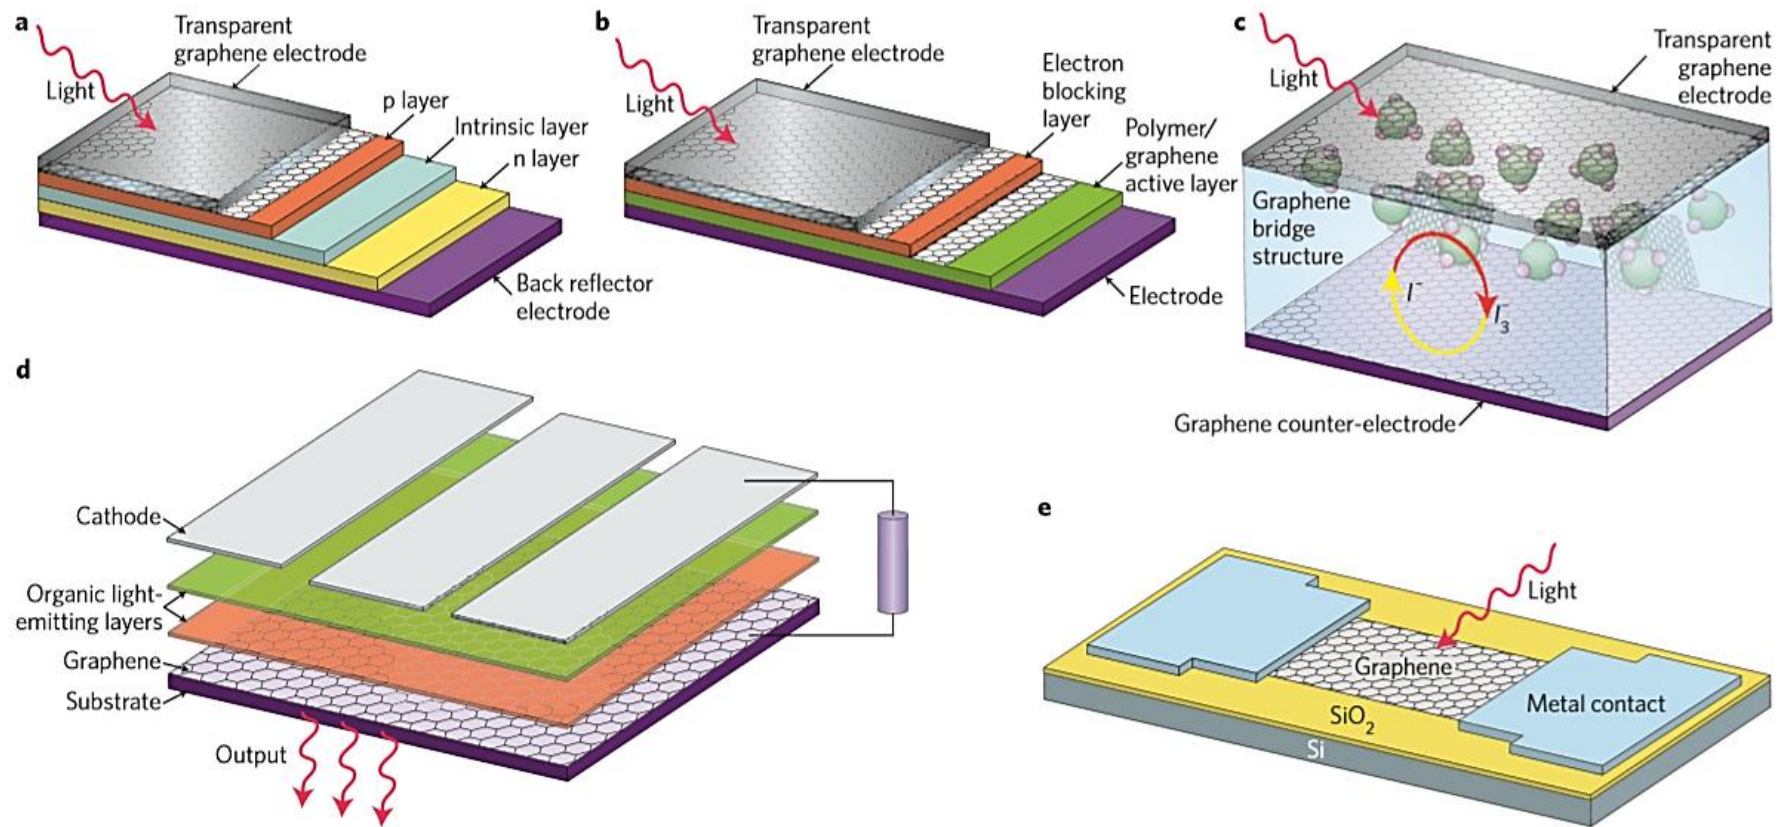 a
Transparent
graphene electrode
Light
p layer
Intrinsic layer
n layer
Back reflector
electrode
b
Transparent
graphene electrode
Light
Electron
blocking
layer
Polymer/
graphene
active layer
Electrode
c
Light
Transparent
graphene
electrode
Graphene
bridge
structure
I⁻
I₃⁻
Graphene counter-electrode
d
Cathode
Organic light-
emitting layers
Graphene
Substrate
Output
e
Light
Graphene
Metal contact
SiO₂
Si